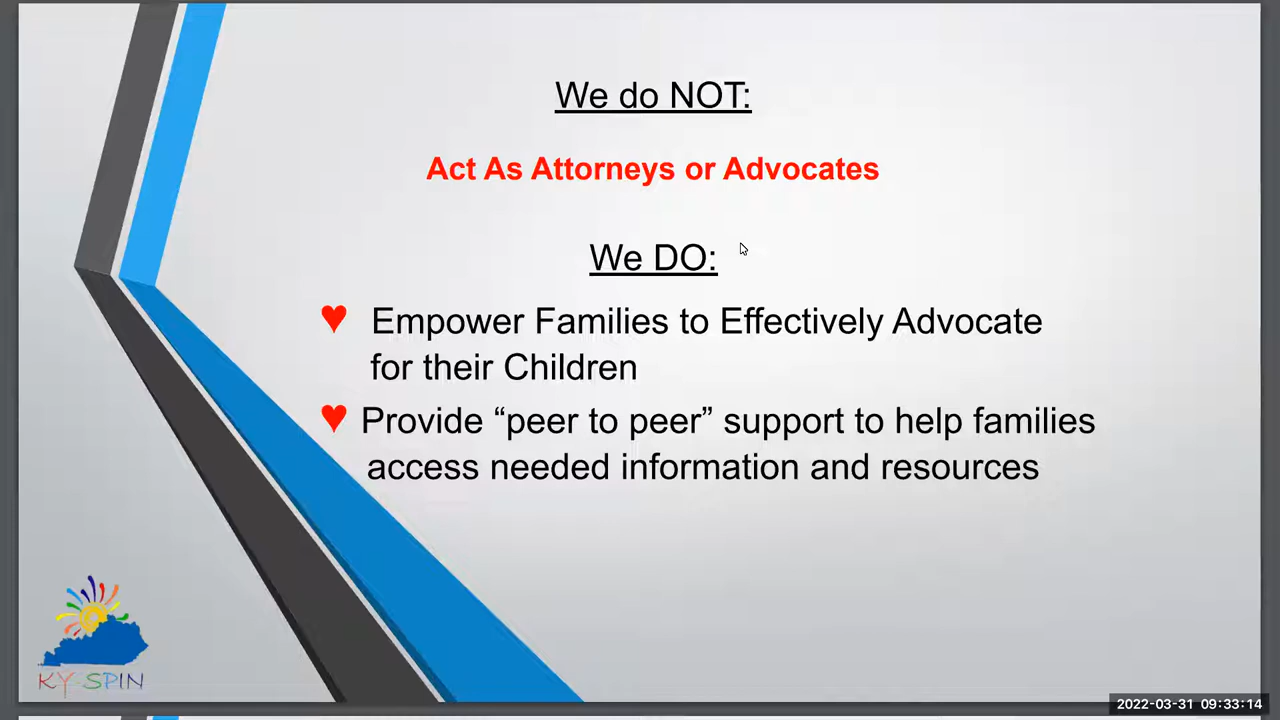 We do NOT:
Act As Attorneys or Advocates
We DO:
♥ Empower Families to Effectively Advocate
for their Children
♥ Provide “peer to peer” support to help families
access needed information and resources
KY-SPIN
2022-03-31 09:33:14